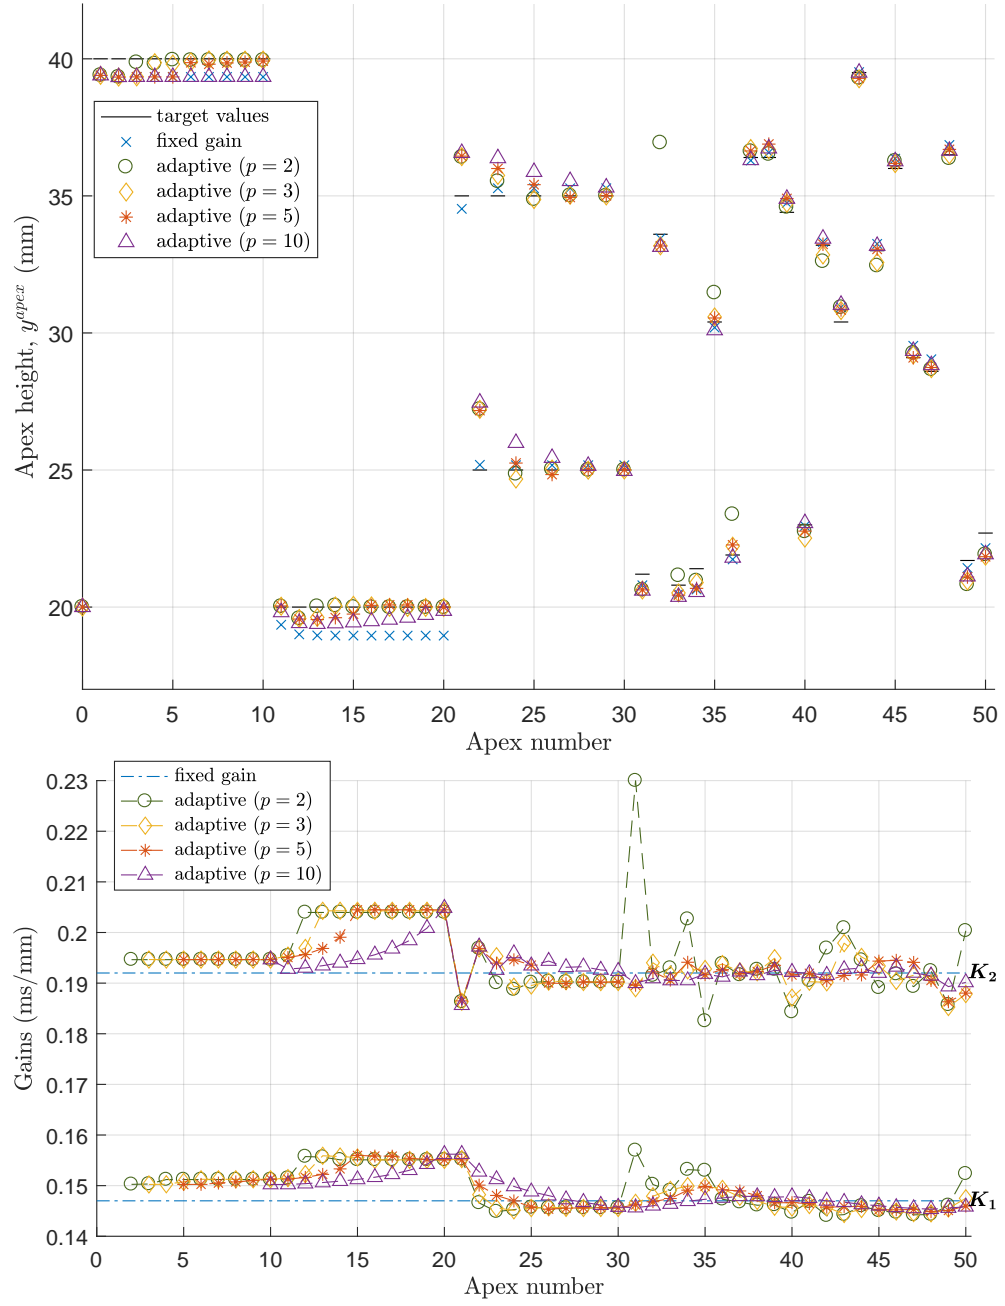 40
35
30
25
20
Apex height, y^apex (mm)
target values
fixed gain
adaptive (p = 2)
adaptive (p = 3)
adaptive (p = 5)
adaptive (p = 10)
0 5 10 15 20 25 30 35 40 45 50
Apex number
fixed gain
adaptive (p = 2)
adaptive (p = 3)
adaptive (p = 5)
adaptive (p = 10)
0.23
0.22
0.21
0.2
0.19
0.18
0.17
0.16
0.15
0.14
Gains (ms/mm)
K₂
K₁
0 5 10 15 20 25 30 35 40 45 50
Apex number